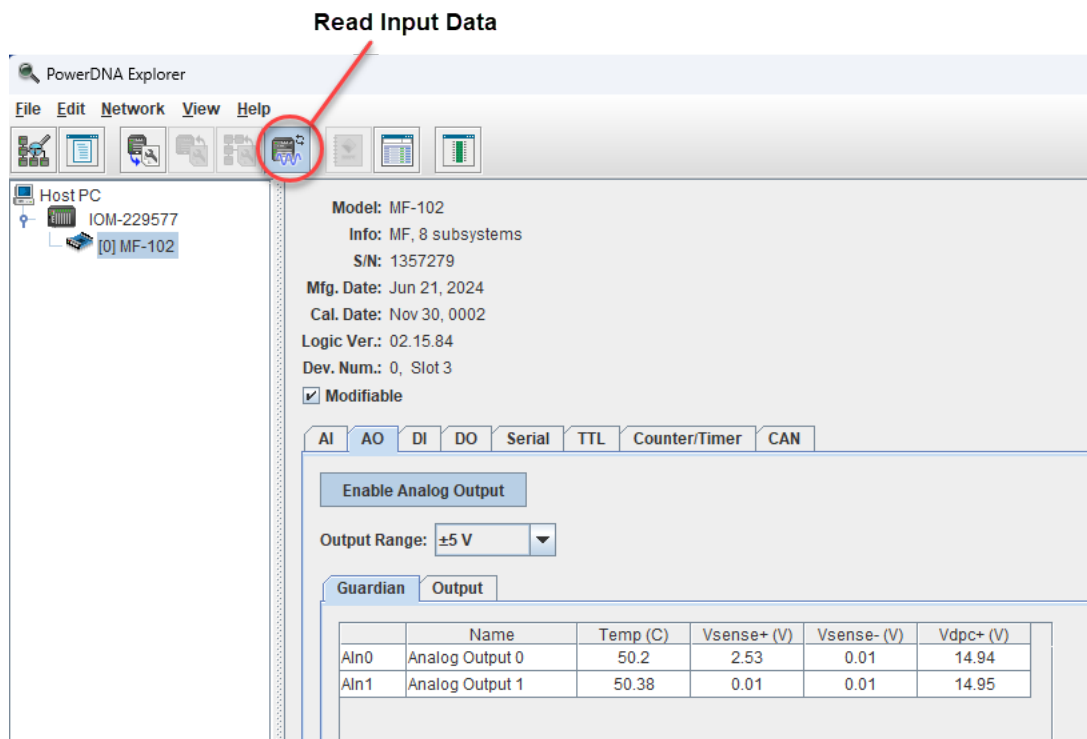 Read Input Data
PowerDNA Explorer
File Edit Network View Help
Host PC
IOM-229577
[0] MF-102
Model: MF-102
Info: MF, 8 subsystems
S/N: 1357279
Mfg. Date: Jun 21, 2024
Cal. Date: Nov 30, 0002
Logic Ver.: 02.15.84
Dev. Num.: 0, Slot 3
Modifiable
AI AO DI DO Serial TTL Counter/Timer CAN
Enable Analog Output
Output Range: ±5 V
Guardian Output
Name Temp (C) Vsense+ (V) Vsense- (V) Vdpc+ (V)
AIn0 Analog Output 0 50.2 2.53 0.01 14.94
AIn1 Analog Output 1 50.38 0.01 0.01 14.95